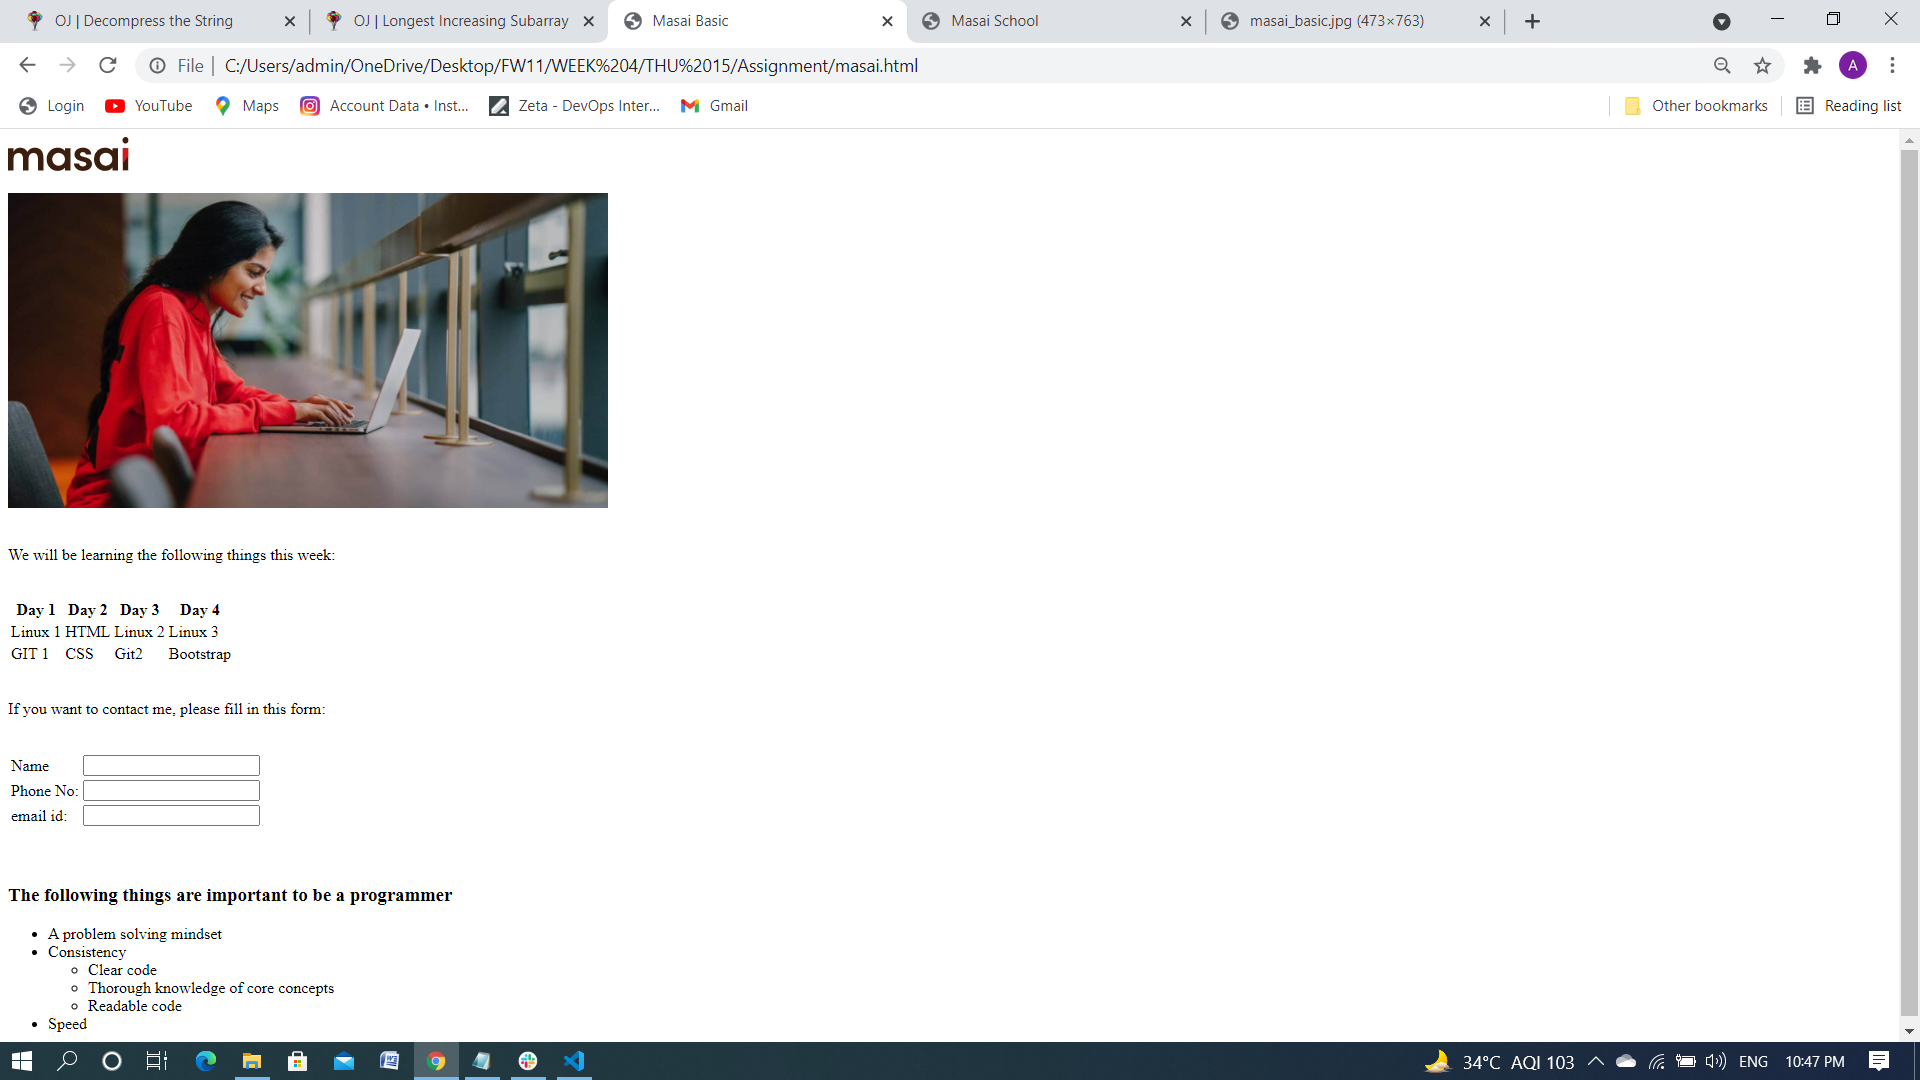 OJ | Decompress the String
OJ | Longest Increasing Subarray
Masai Basic
Masai School
masai_basic.jpg (473×763)
File
C:/Users/admin/OneDrive/Desktop/FW11/WEEK%204/THU%2015/Assignment/masai.html
A
Login
YouTube
Maps
Account Data • Inst...
Zeta - DevOps Inter...
Gmail
Other bookmarks
Reading list
masai
We will be learning the following things this week:
Day 1 Day 2 Day 3 Day 4
Linux 1 HTML Linux 2 Linux 3
GIT 1 CSS Git2 Bootstrap
If you want to contact me, please fill in this form:
Name
Phone No:
email id:
The following things are important to be a programmer
• A problem solving mindset
• Consistency
◦ Clear code
◦ Thorough knowledge of core concepts
◦ Readable code
• Speed
34°C AQI 103
ENG
10:47 PM